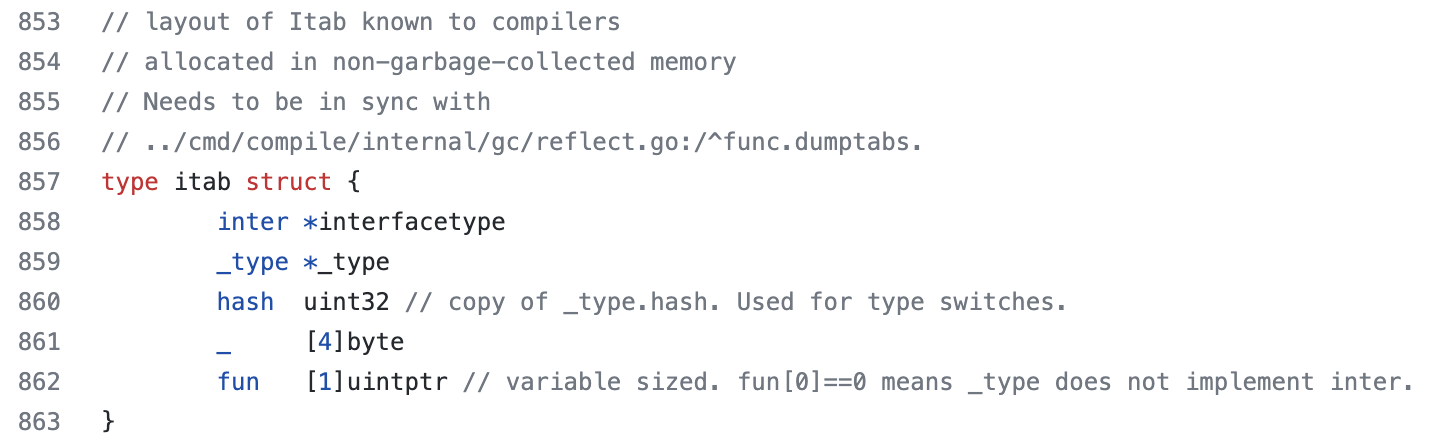 853 // layout of Itab known to compilers
854 // allocated in non-garbage-collected memory
855 // Needs to be in sync with
856 // ../cmd/compile/internal/gc/reflect.go:/^func.dumptabs.
857 type itab struct {
858         inter *interfacetype
859         _type *_type
860         hash  uint32 // copy of _type.hash. Used for type switches.
861         _     [4]byte
862         fun   [1]uintptr // variable sized. fun[0]==0 means _type does not implement inter.
863 }